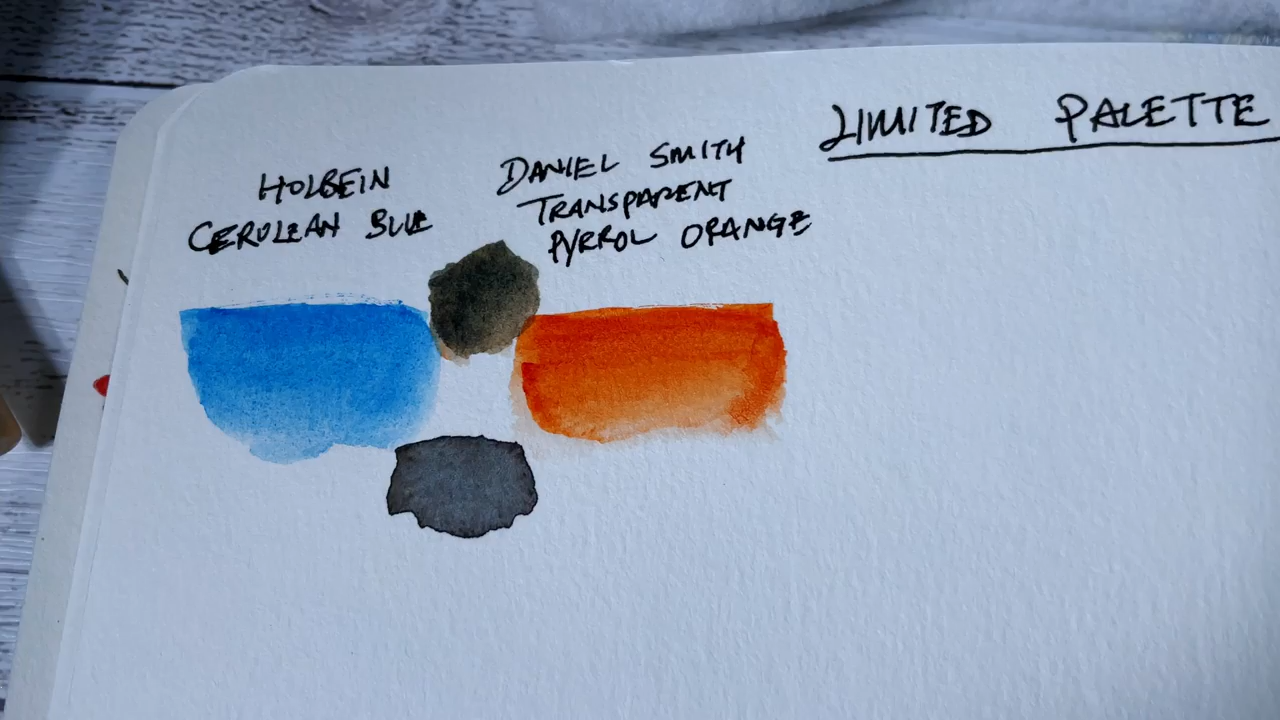 LIMITED PALETTE
HOLBEIN
CERULEAN BLUE
DANIEL SMITH
TRANSPARENT
PYRROL ORANGE